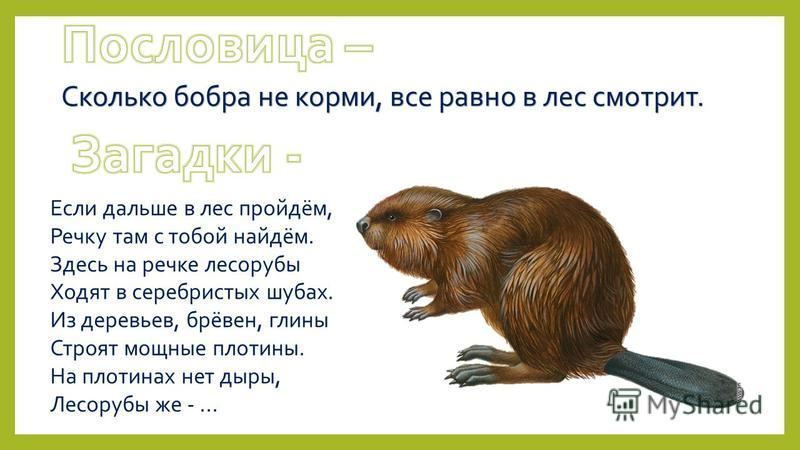 Пословица –
Сколько бобра не корми, все равно в лес смотрит.
Загадки -
Если дальше в лес пройдём,
Речку там с тобой найдём.
Здесь на речке лесорубы
Ходят в серебристых шубах.
Из деревьев, брёвен, глины
Строят мощные плотины.
На плотинах нет дыры,
Лесорубы же - ...
MyShared